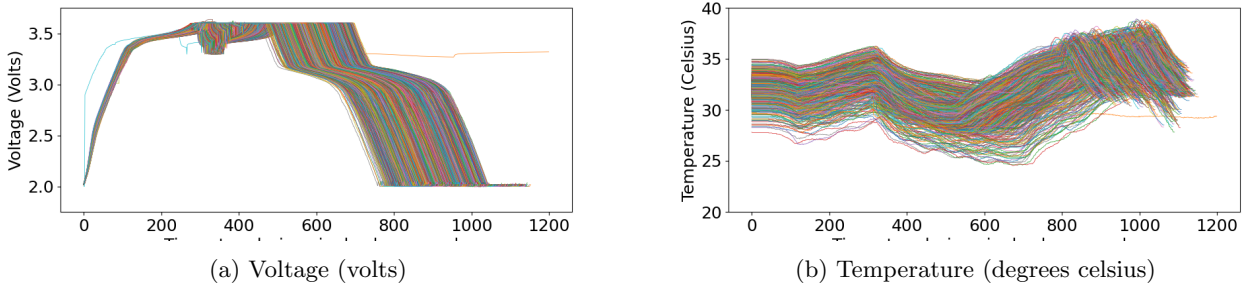 3.5
3.0
2.5
2.0
Voltage (Volts)
0 200 400 600 800 1000 1200
(a) Voltage (volts)
40
35
30
25
20
Temperature (Celsius)
0 200 400 600 800 1000 1200
(b) Temperature (degrees celsius)